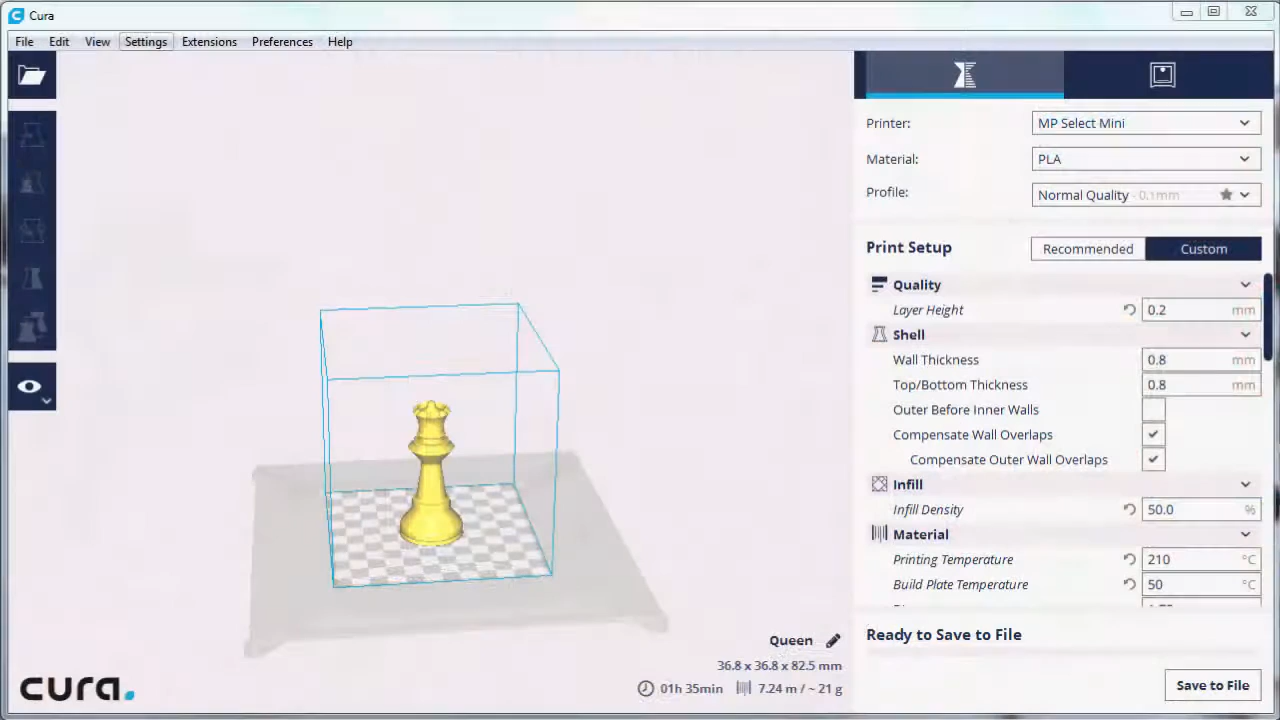 Cura
File Edit View Settings Extensions Preferences Help
Printer: MP Select Mini
Material: PLA
Profile: Normal Quality - 0.1mm
Print Setup Recommended Custom
Quality
Layer Height 0.2 mm
Shell
Wall Thickness 0.8 mm
Top/Bottom Thickness 0.8 mm
Outer Before Inner Walls
Compensate Wall Overlaps
Compensate Outer Wall Overlaps
Infill
Infill Density 50.0 %
Material
Printing Temperature 210 °C
Build Plate Temperature 50 °C
Queen
36.8 x 36.8 x 82.5 mm
01h 35min 7.24 m / ~ 21 g
Ready to Save to File
Save to File
cura.